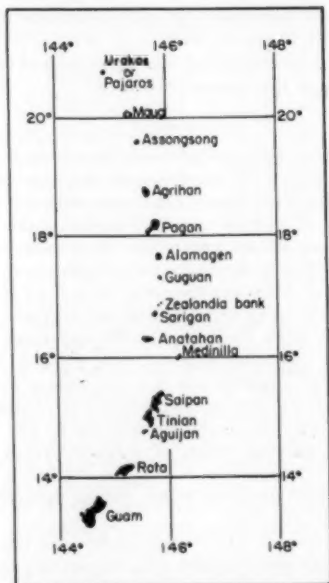 144° 146° 148°
Urakas
or
Pajaros
20° Maug 20°
Assongsong
Agrihan
Pagan
18° 18°
Alamagen
Guguan
Zealandia bank
Sarigan
Anatahan
16° Medinilla 16°
Saipan
Tinian
Aguijan
14° Rota 14°
Guam
144° 146° 148°